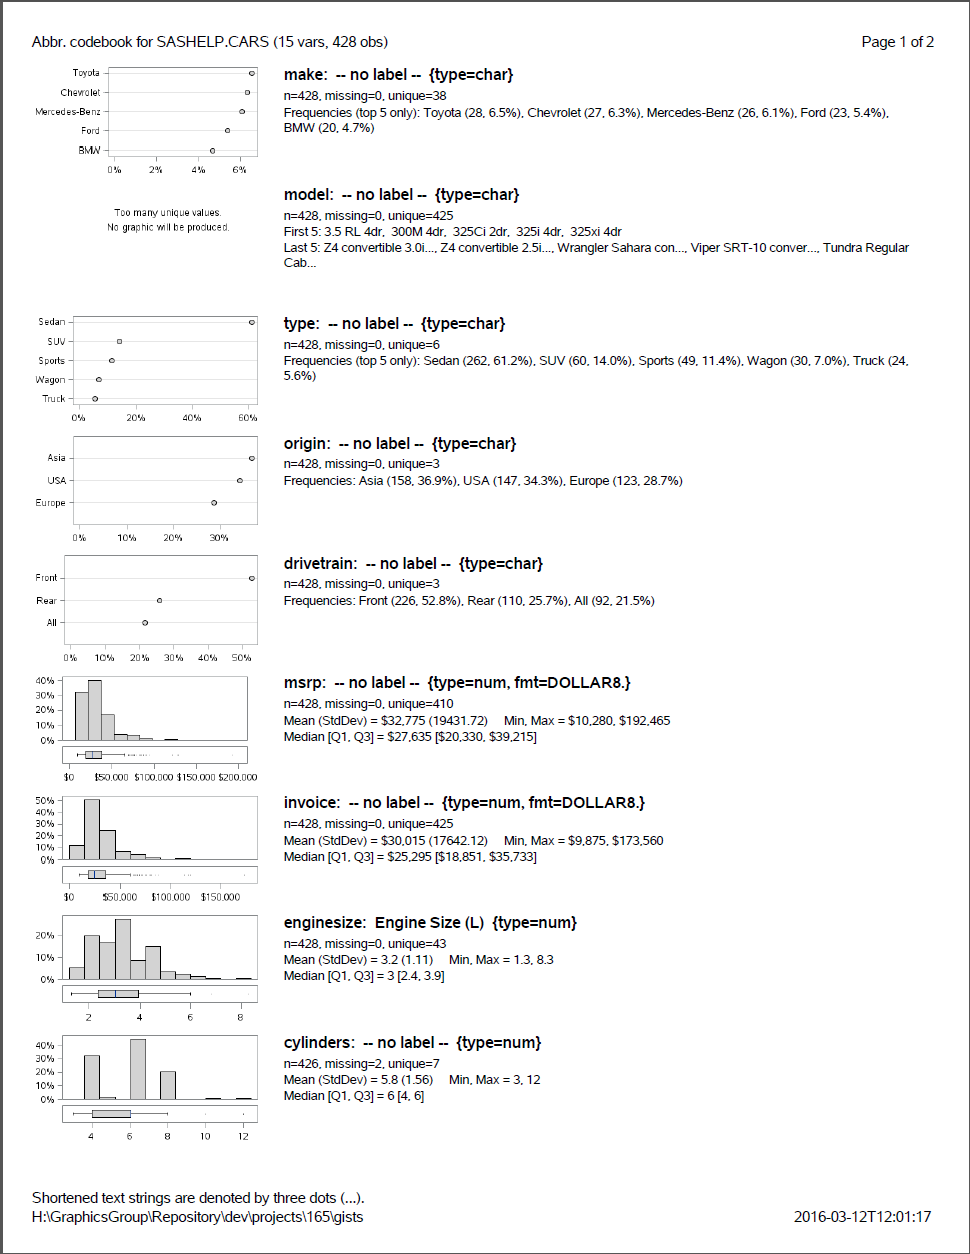 Abbr. codebook for SASHELP.CARS (15 vars, 428 obs)
Page 1 of 2
Toyota
Chevrolet
Mercedes-Benz
Ford
BMW
0% 2% 4% 6%
make: -- no label -- {type=char}
n=428, missing=0, unique=38
Frequencies (top 5 only): Toyota (28, 6.5%), Chevrolet (27, 6.3%), Mercedes-Benz (26, 6.1%), Ford (23, 5.4%),
BMW (20, 4.7%)
Too many unique values.
No graphic will be produced.
model: -- no label -- {type=char}
n=428, missing=0, unique=425
First 5: 3.5 RL 4dr, 300M 4dr, 325Ci 2dr, 325i 4dr, 325xi 4dr
Last 5: Z4 convertible 3.0i..., Z4 convertible 2.5i..., Wrangler Sahara con..., Viper SRT-10 conver..., Tundra Regular
Cab...
Sedan
SUV
Sports
Wagon
Truck
0% 20% 40% 60%
type: -- no label -- {type=char}
n=428, missing=0, unique=6
Frequencies (top 5 only): Sedan (262, 61.2%), SUV (60, 14.0%), Sports (49, 11.4%), Wagon (30, 7.0%), Truck (24,
5.6%)
Asia
USA
Europe
0% 10% 20% 30%
origin: -- no label -- {type=char}
n=428, missing=0, unique=3
Frequencies: Asia (158, 36.9%), USA (147, 34.3%), Europe (123, 28.7%)
Front
Rear
All
0% 10% 20% 30% 40% 50%
drivetrain: -- no label -- {type=char}
n=428, missing=0, unique=3
Frequencies: Front (226, 52.8%), Rear (110, 25.7%), All (92, 21.5%)
40%
30%
20%
10%
0%
$0 $50,000 $100,000 $150,000 $200,000
msrp: -- no label -- {type=num, fmt=DOLLAR8.}
n=428, missing=0, unique=410
Mean (StdDev) = $32,775 (19431.72) Min, Max = $10,280, $192,465
Median [Q1, Q3] = $27,635 [$20,330, $39,215]
50%
40%
30%
20%
10%
0%
$0 $50,000 $100,000 $150,000
invoice: -- no label -- {type=num, fmt=DOLLAR8.}
n=428, missing=0, unique=425
Mean (StdDev) = $30,015 (17642.12) Min, Max = $9,875, $173,560
Median [Q1, Q3] = $25,295 [$18,851, $35,733]
20%
10%
0%
2 4 6 8
enginesize: Engine Size (L) {type=num}
n=428, missing=0, unique=43
Mean (StdDev) = 3.2 (1.11) Min, Max = 1.3, 8.3
Median [Q1, Q3] = 3 [2.4, 3.9]
40%
30%
20%
10%
0%
4 6 8 10 12
cylinders: -- no label -- {type=num}
n=426, missing=2, unique=7
Mean (StdDev) = 5.8 (1.56) Min, Max = 3, 12
Median [Q1, Q3] = 6 [4, 6]
Shortened text strings are denoted by three dots (...).
H:\GraphicsGroup\Repository\dev\projects\165\gists
2016-03-12T12:01:17